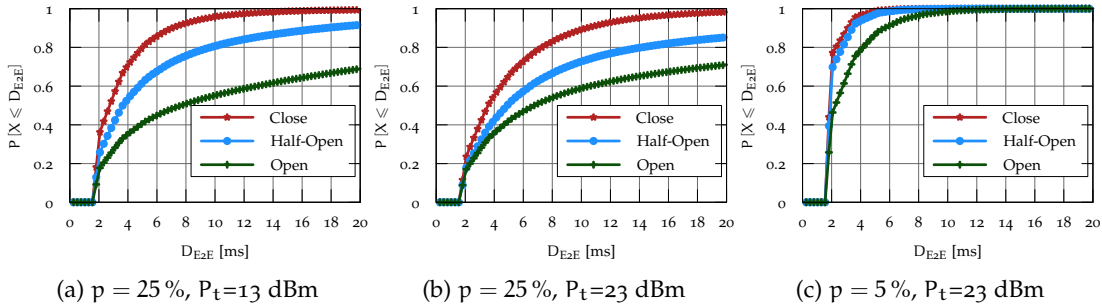 1
0.8
0.6
0.4
0.2
0
P [X ⩽ D_E2E]
0 2 4 6 8 10 12 14 16 18 20
D_E2E [ms]
Close
Half-Open
Open
(a) p = 25 %, P_t=13 dBm
1
0.8
0.6
0.4
0.2
0
P [X ⩽ D_E2E]
0 2 4 6 8 10 12 14 16 18 20
D_E2E [ms]
Close
Half-Open
Open
(b) p = 25 %, P_t=23 dBm
1
0.8
0.6
0.4
0.2
0
P [X ⩽ D_E2E]
0 2 4 6 8 10 12 14 16 18 20
D_E2E [ms]
Close
Half-Open
Open
(c) p = 5 %, P_t=23 dBm